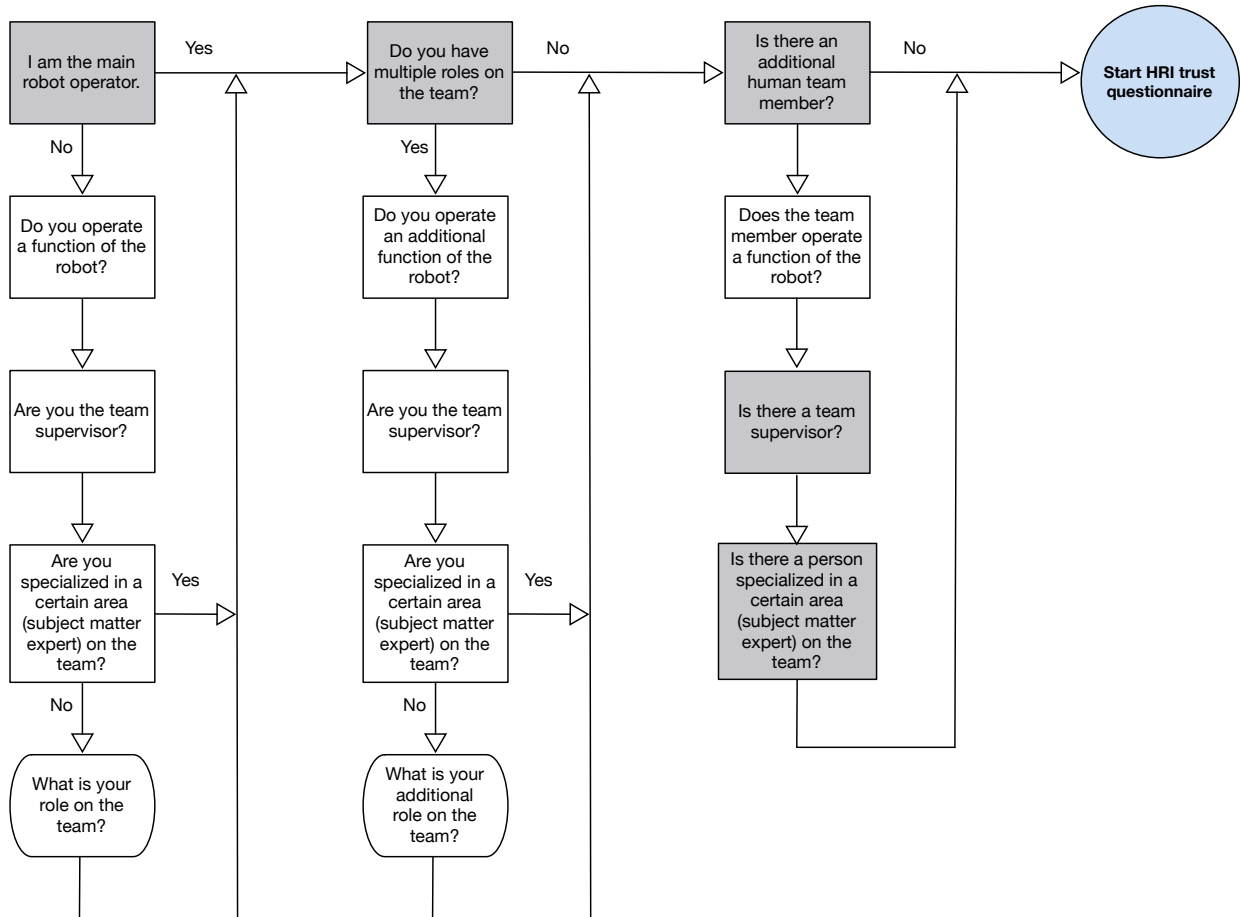 I am the main
robot operator.
Yes
Do you have
multiple roles on
the team?
No
Is there an
additional
human team
member?
No
Start HRI trust
questionnaire
No
Yes
Do you operate
a function of the
robot?
Do you operate
an additional
function of the
robot?
Does the team
member operate
a function of the
robot?
Are you the team
supervisor?
Are you the team
supervisor?
Is there a team
supervisor?
Are you
specialized in a
certain area
(subject matter
expert) on the
team?
Yes
Are you
specialized in a
certain area
(subject matter
expert) on the
team?
Yes
Is there a person
specialized in a
certain area
(subject matter
expert) on the
team?
No
No
What is your
role on the
team?
What is your
additional
role on the
team?